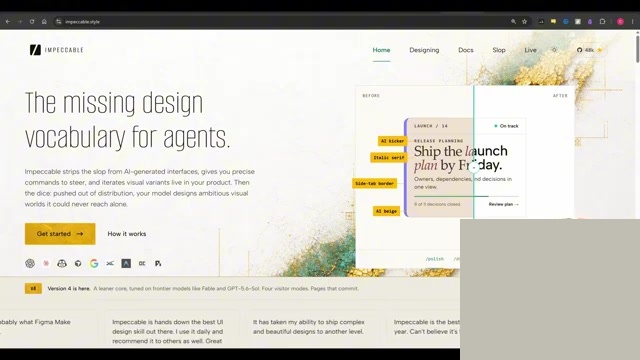 impeccable.style
IMPECCABLE
Home
Designing
Docs
Slop
Live
48k
The missing design
vocabulary for agents.
Impeccable strips the slop from AI-generated interfaces, gives you precise
commands to steer, and iterates visual variants live in your product. Then
the dice: pushed out of distribution, your model designs ambitious visual
worlds it could never reach alone.
Get started →
How it works
BEFORE
AFTER
LAUNCH / 14
On track
RELEASE PLANNING
AI kicker
Ship the launch
Italic serif
plan by Friday.
Owners, dependencies, and decisions in
one view.
Side-tab border
8 of 11 decisions closed
Review plan →
AI beige
v4
Version 4 is here.
A leaner core, tuned on frontier models like Fable and GPT-5.6-Sol. Four visitor modes. Pages that commit.
bably what Figma Make
Impeccable is hands down the best UI
design skill out there. I use it daily and
recommend it to others as well. Great
It has taken my ability to ship complex
and beautiful designs to another level.
Impeccable is the best
Can't believe it's